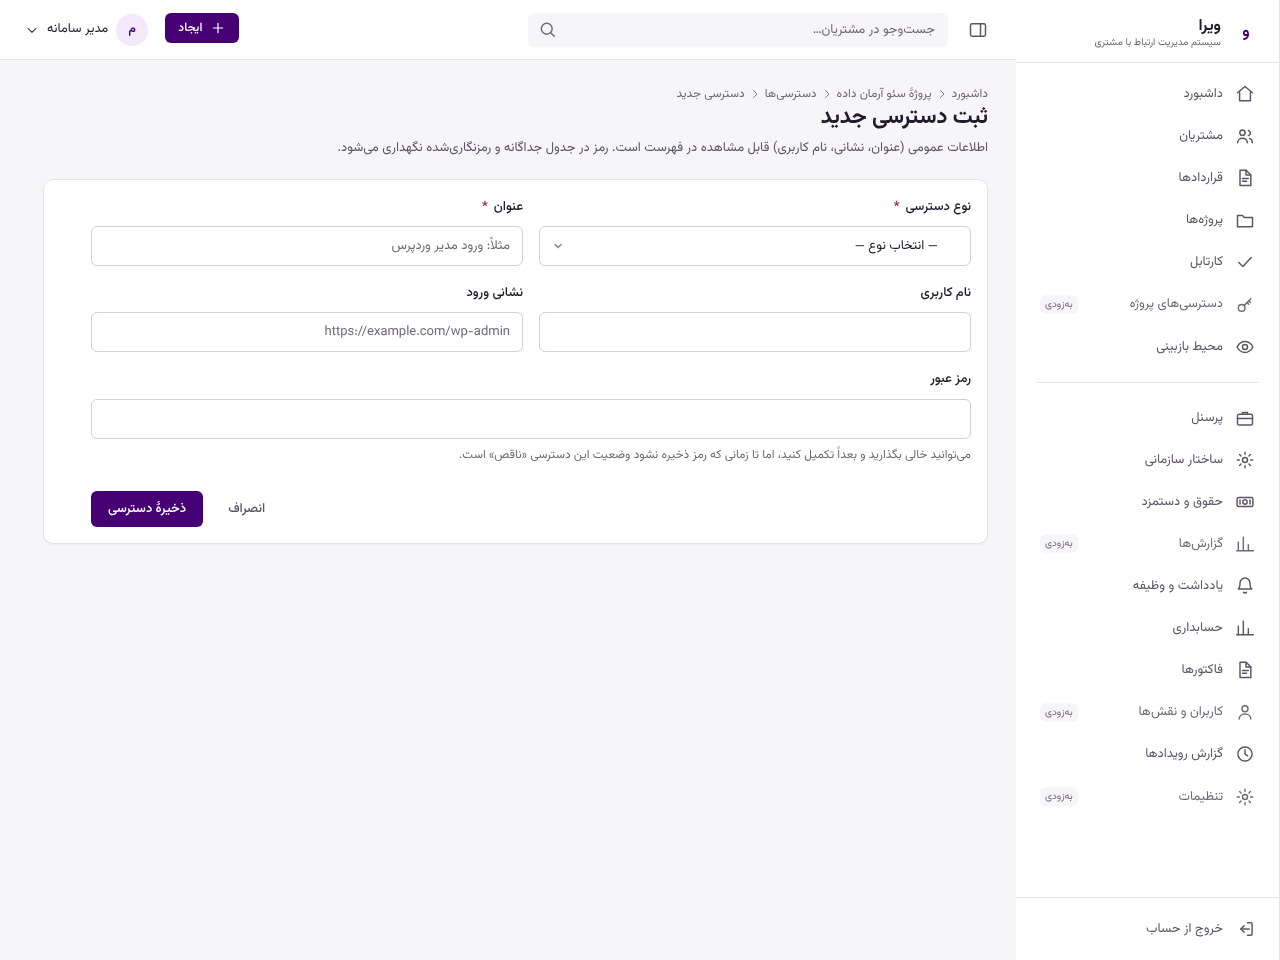 و
ویرا
سیستم مدیریت ارتباط با مشتری
داشبورد
مشتریان
قراردادها
پروژه‌ها
کارتابل
دسترسی‌های پروژه
به‌زودی
محیط بازبینی
پرسنل
ساختار سازمانی
حقوق و دستمزد
گزارش‌ها
به‌زودی
یادداشت و وظیفه
حسابداری
فاکتورها
کاربران و نقش‌ها
به‌زودی
گزارش رویدادها
تنظیمات
به‌زودی
خروج از حساب
جست‌وجو در مشتریان...
ایجاد
م
مدیر سامانه
داشبورد
پروژهٔ سئو آرمان داده
دسترسی‌ها
دسترسی جدید
ثبت دسترسی جدید
اطلاعات عمومی (عنوان، نشانی، نام کاربری) قابل مشاهده در فهرست است. رمز در جدول جداگانه و رمزنگاری‌شده نگهداری می‌شود.
نوع دسترسی *
— انتخاب نوع —
عنوان *
مثلاً: ورود مدیر وردپرس
نام کاربری
نشانی ورود
https://example.com/wp-admin
رمز عبور
می‌توانید خالی بگذارید و بعداً تکمیل کنید، اما تا زمانی که رمز ذخیره نشود وضعیت این دسترسی «ناقص» است.
انصراف
ذخیرهٔ دسترسی